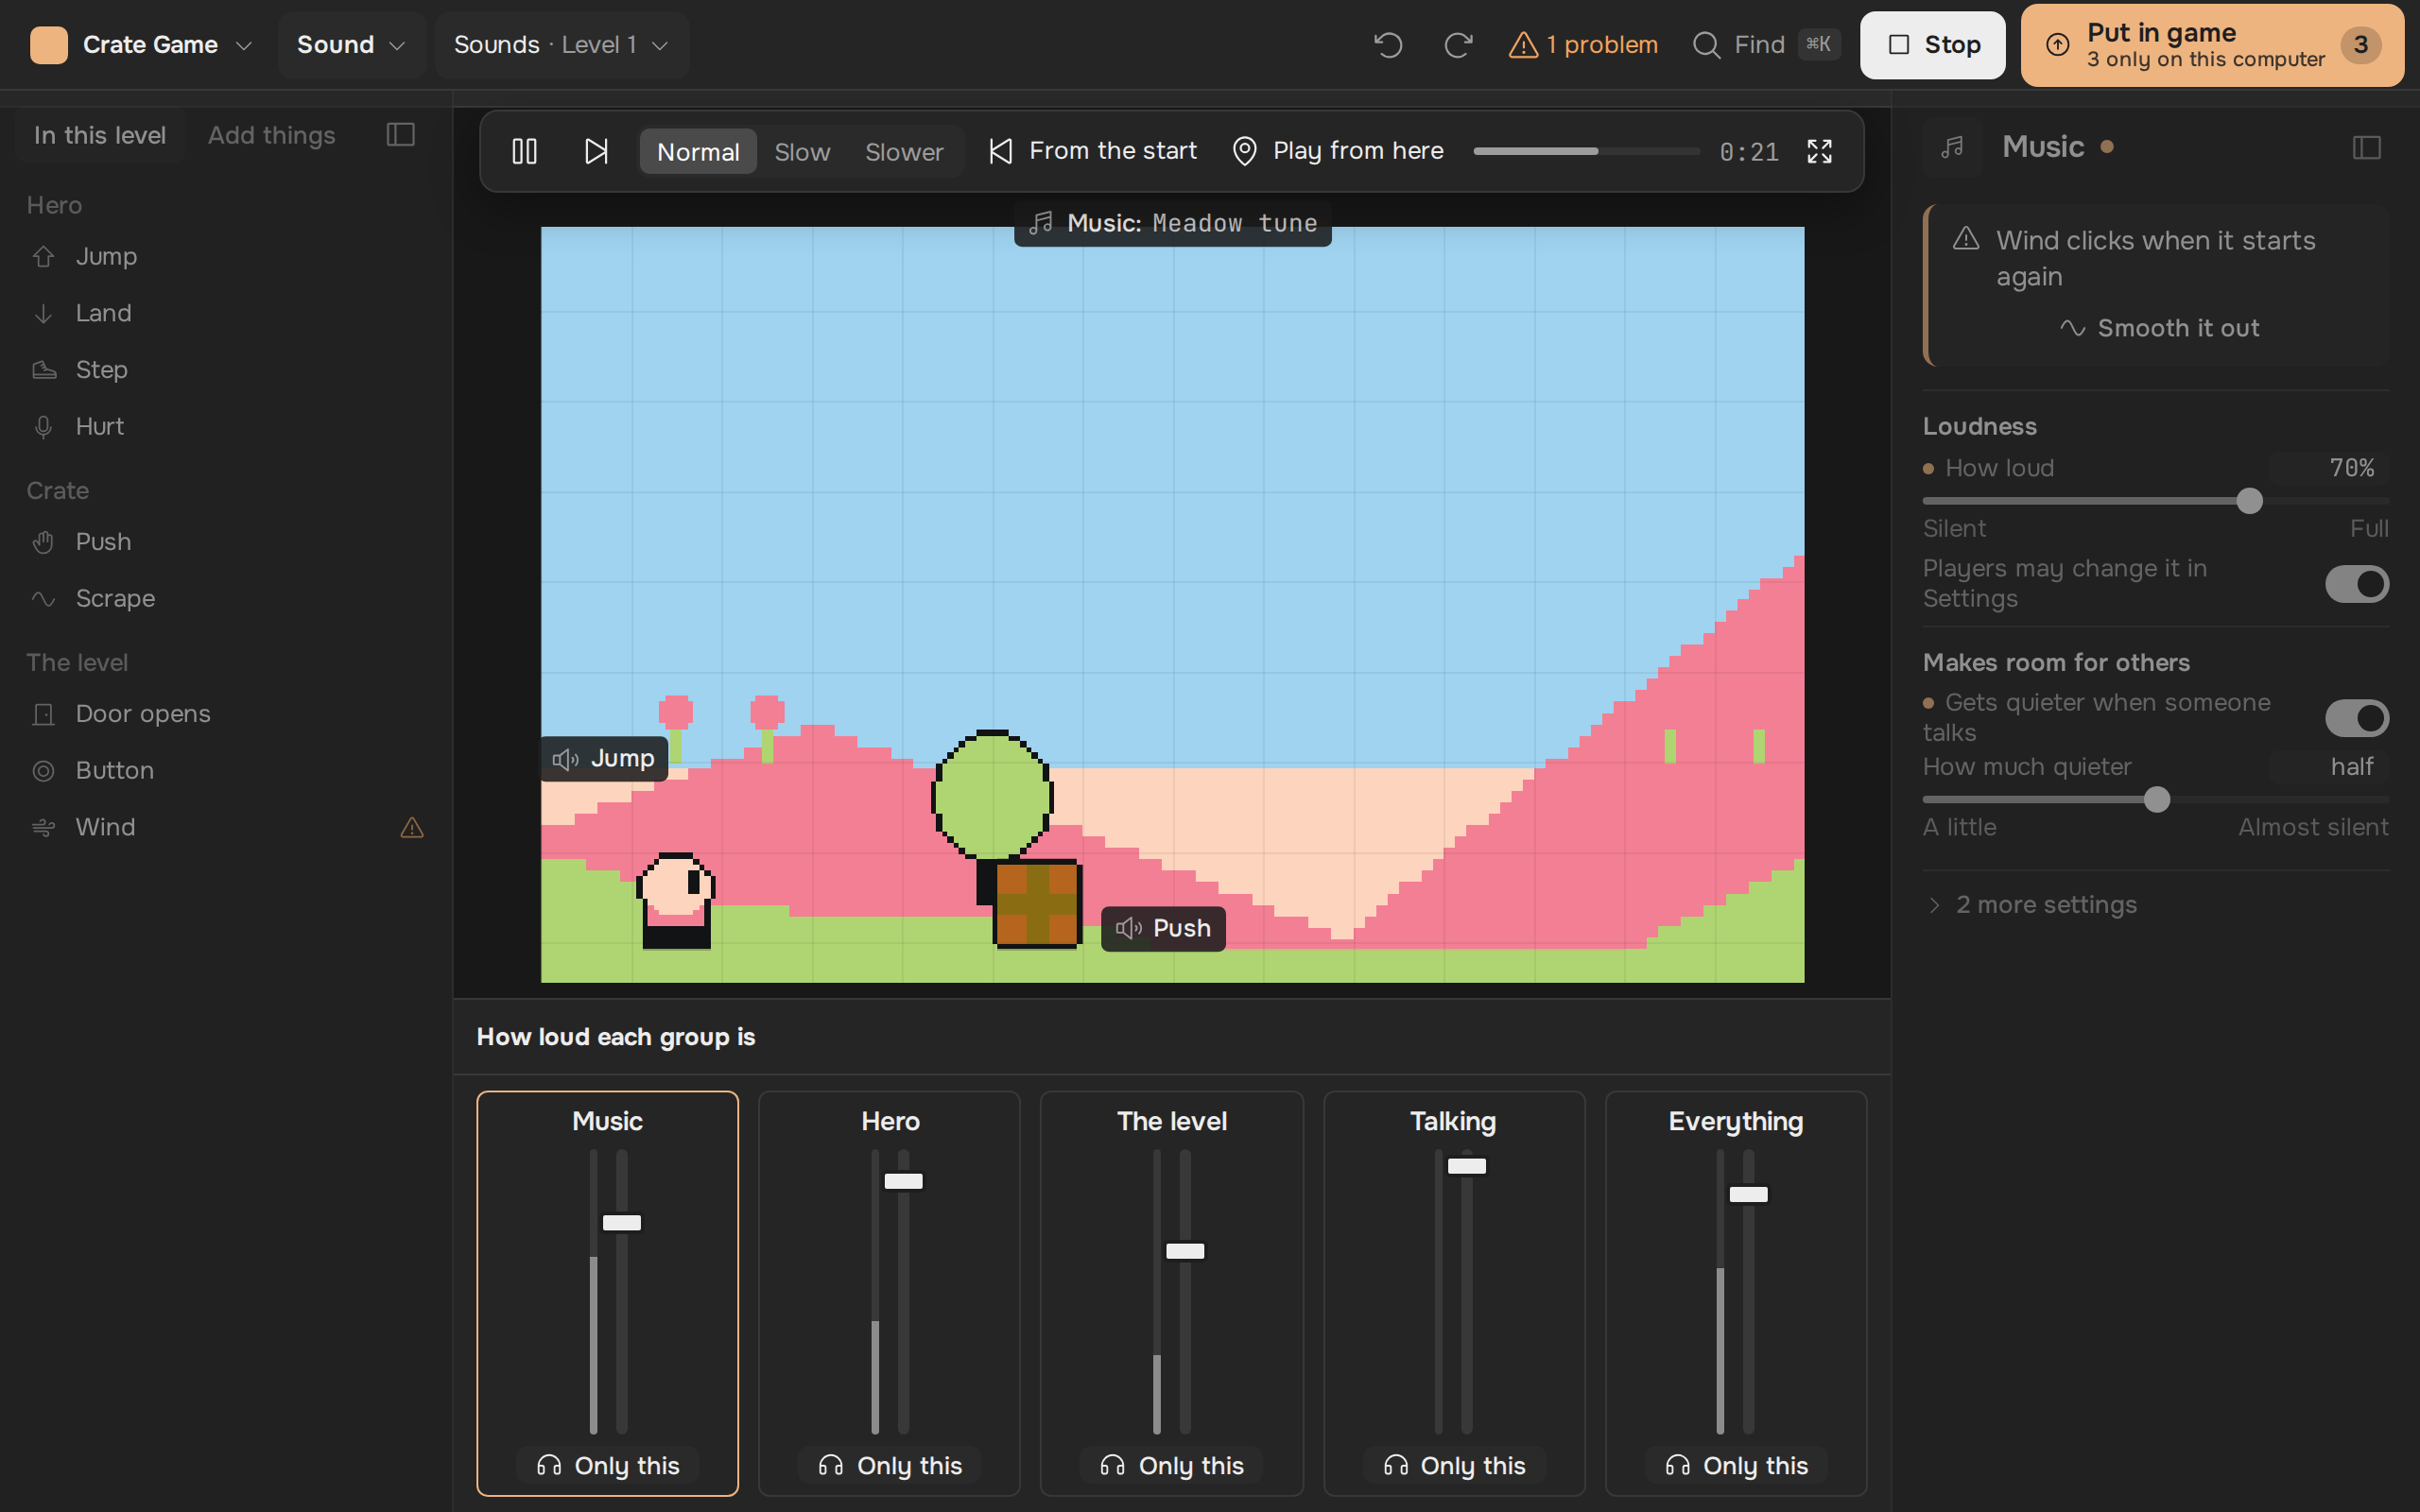 Crate Game
Sound
Sounds · Level 1
1 problem
Find ⌘K
Stop
Put in game
3 only on this computer
3
In this level
Add things
Hero
Jump
Land
Step
Hurt
Crate
Push
Scrape
The level
Door opens
Button
Wind
Normal
Slow
Slower
From the start
Play from here
0:21
Music: Meadow tune
Jump
Push
How loud each group is
Music
Hero
The level
Talking
Everything
Only this
Only this
Only this
Only this
Only this
Music
Wind clicks when it starts
again
Smooth it out
Loudness
How loud
70%
Silent
Full
Players may change it in
Settings
Makes room for others
Gets quieter when someone
talks
How much quieter
half
A little
Almost silent
2 more settings